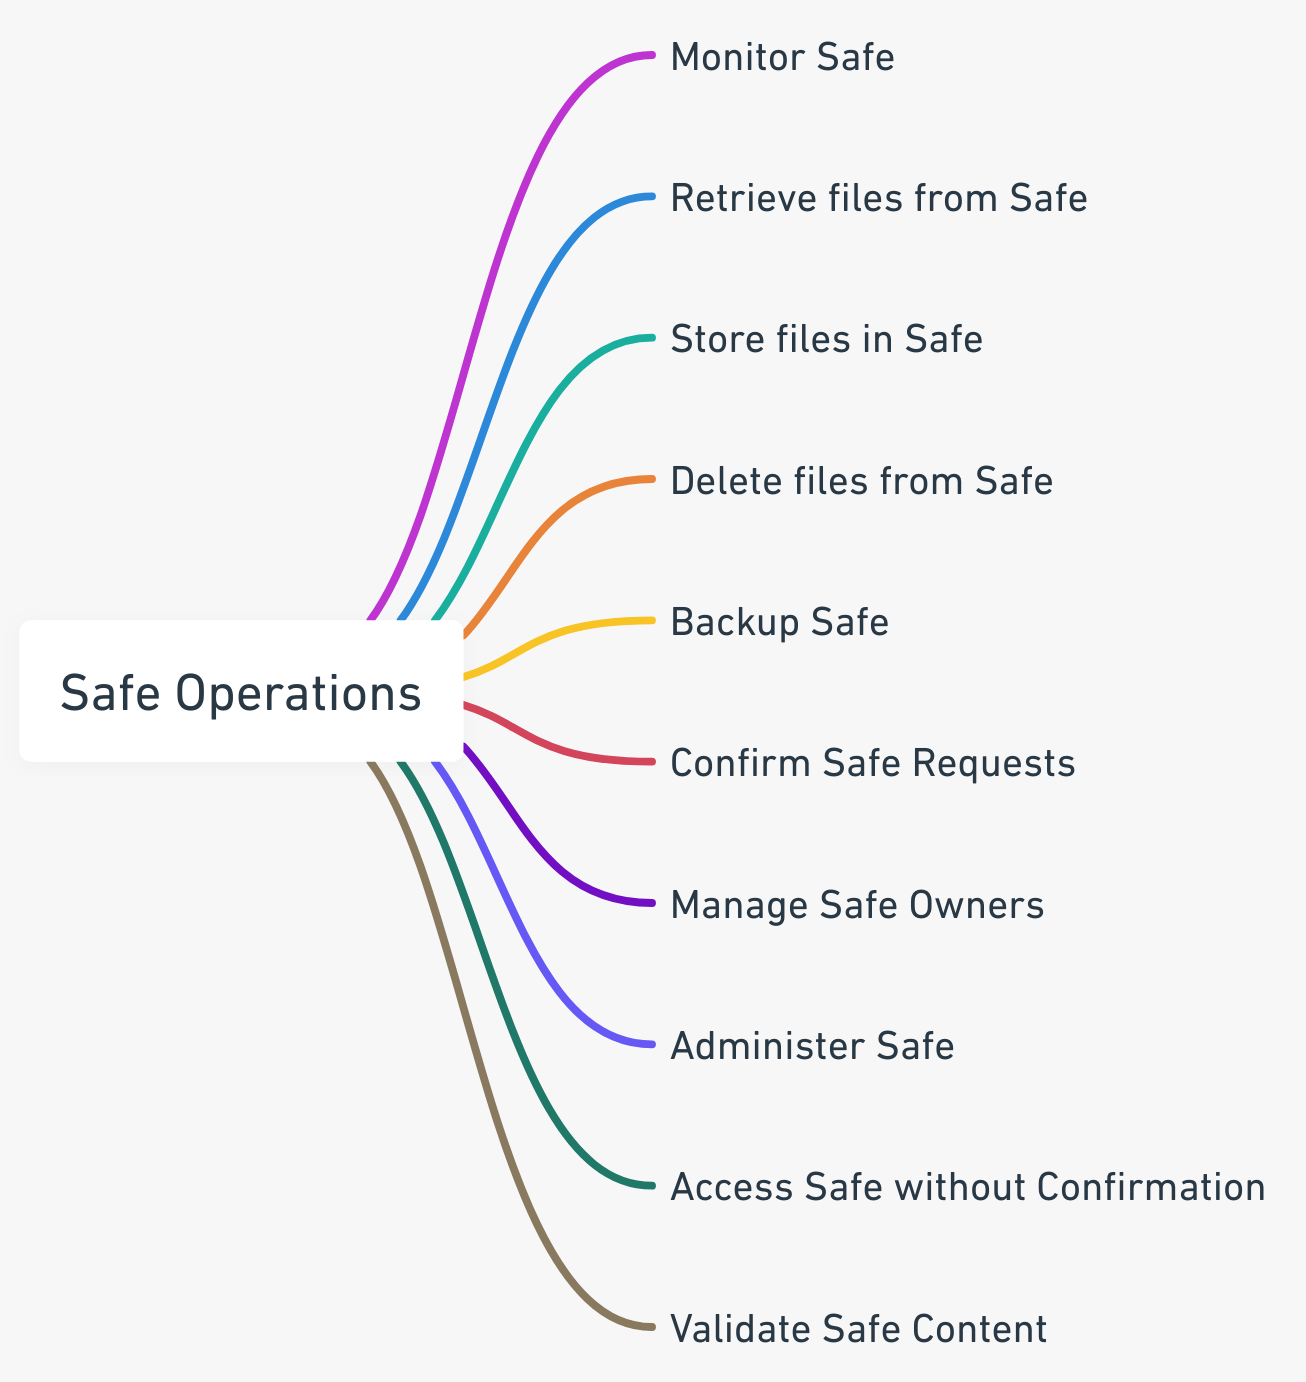 Monitor Safe
Retrieve files from Safe
Store files in Safe
Delete files from Safe
Backup Safe
Safe Operations
Confirm Safe Requests
Manage Safe Owners
Administer Safe
Access Safe without Confirmation
Validate Safe Content